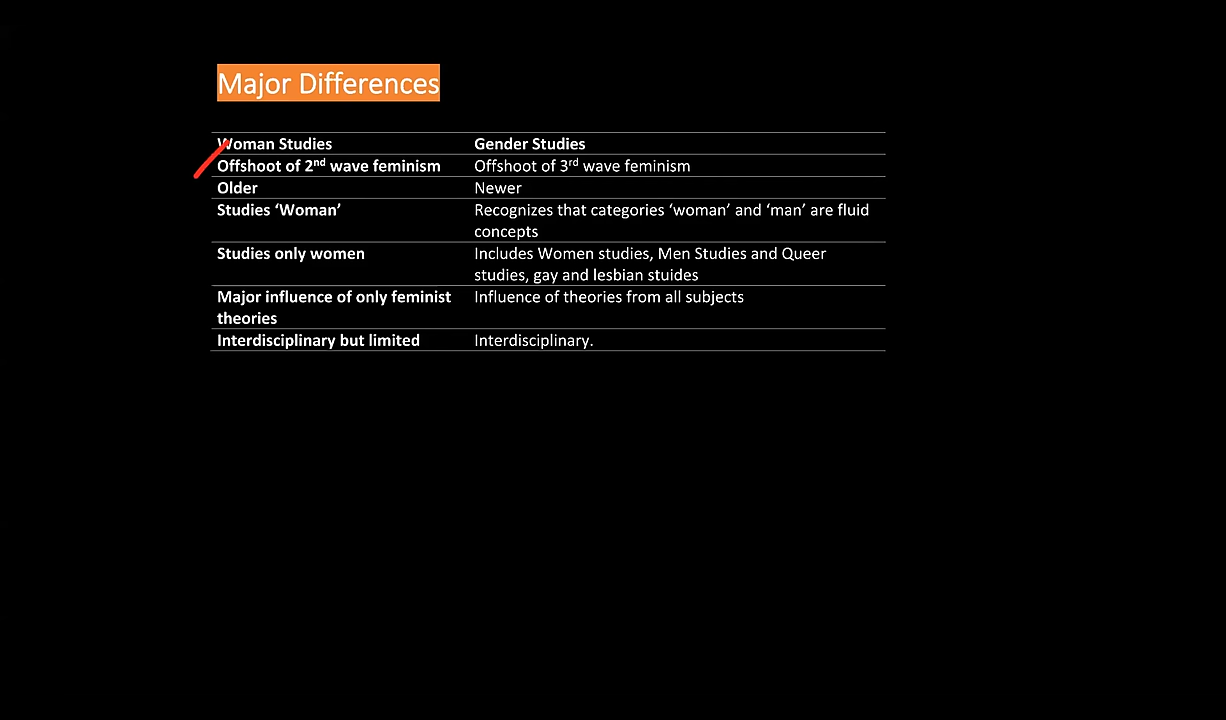 Major Differences
Woman Studies Gender Studies
Offshoot of 2nd wave feminism Offshoot of 3rd wave feminism
Older Newer
Studies ‘Woman’ Recognizes that categories ‘woman’ and ‘man’ are fluid
concepts
Studies only women Includes Women studies, Men Studies and Queer
studies, gay and lesbian stuides
Major influence of only feminist Influence of theories from all subjects
theories
Interdisciplinary but limited Interdisciplinary.